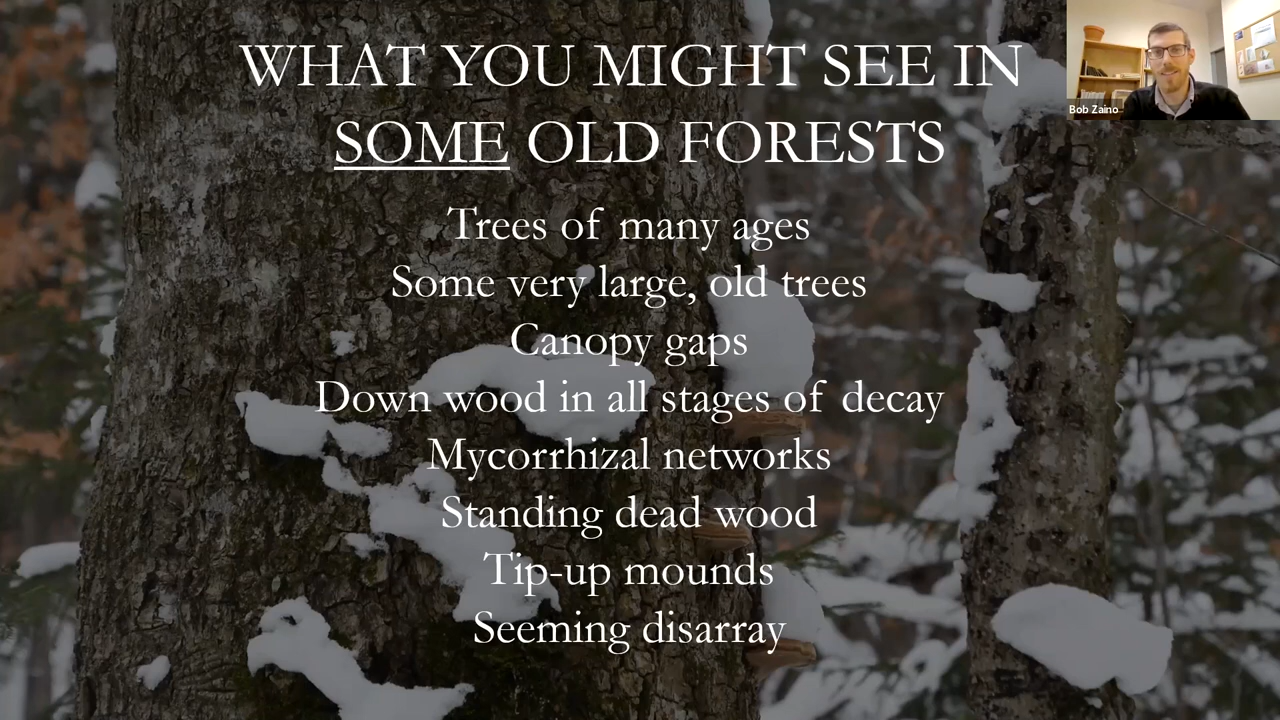 WHAT YOU MIGHT SEE IN
SOME OLD FORESTS
Bob Zaino
Trees of many ages
Some very large, old trees
Canopy gaps
Down wood in all stages of decay
Mycorrhizal networks
Standing dead wood
Tip-up mounds
Seeming disarray